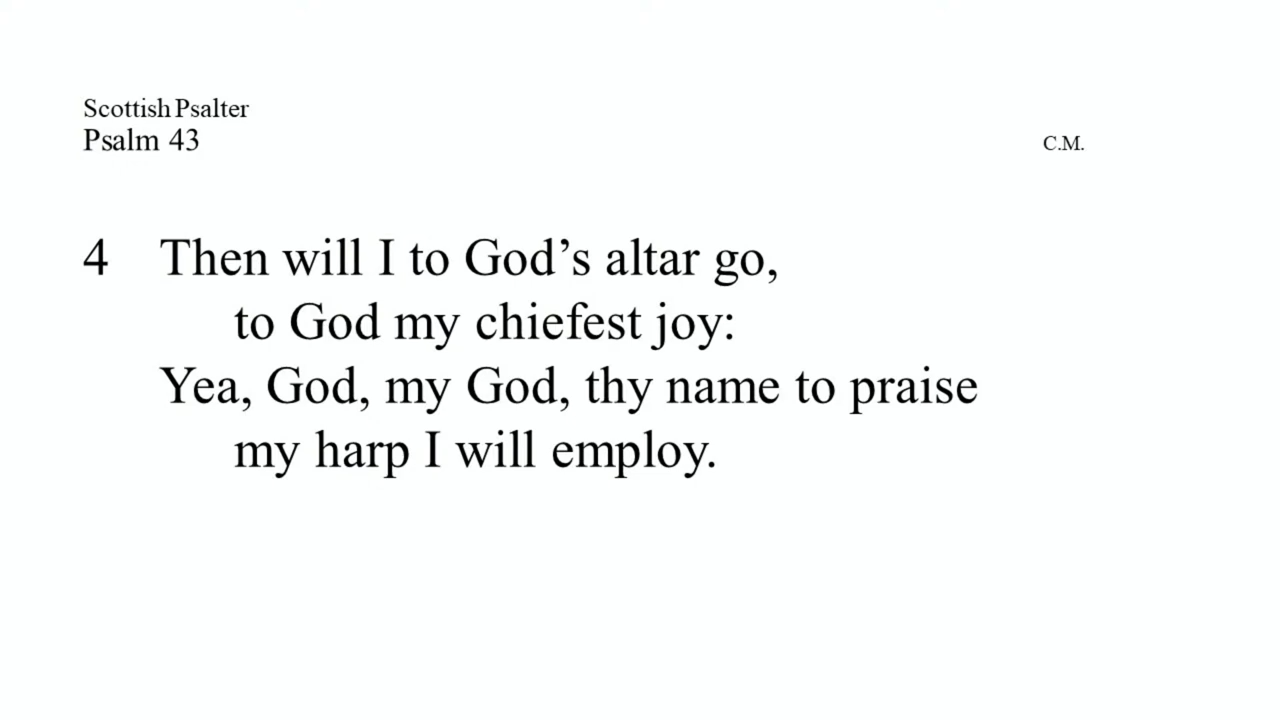 Scottish Psalter
Psalm 43 C.M.
4 Then will I to God’s altar go,
to God my chiefest joy:
Yea, God, my God, thy name to praise
my harp I will employ.